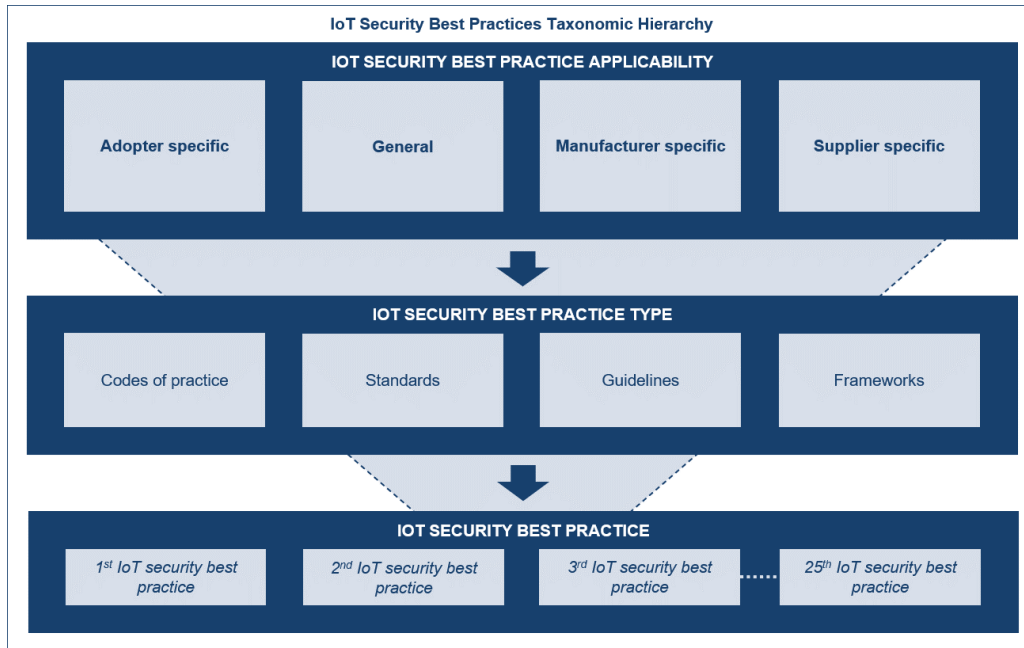 IoT Security Best Practices Taxonomic Hierarchy
IOT SECURITY BEST PRACTICE APPLICABILITY
Adopter specific
General
Manufacturer specific
Supplier specific
IOT SECURITY BEST PRACTICE TYPE
Codes of practice
Standards
Guidelines
Frameworks
IOT SECURITY BEST PRACTICE
1st IoT security best
practice
2nd IoT security best
practice
3rd IoT security best
practice
25th IoT security best
practice